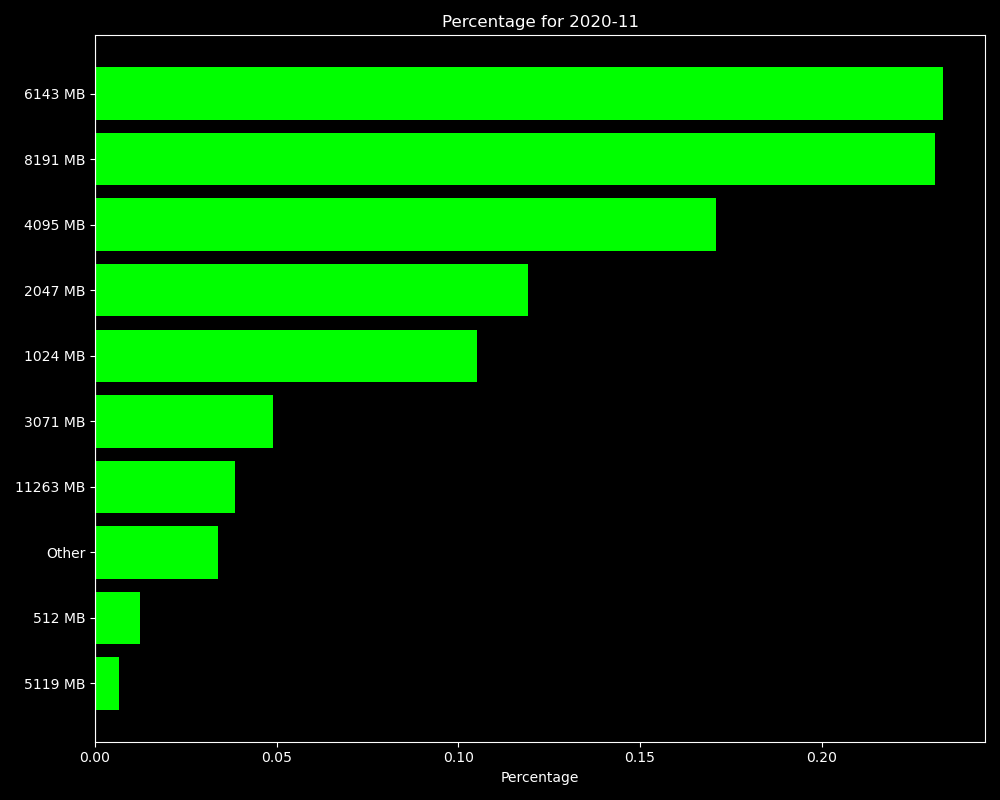 Percentage for 2020-11
6143 MB
8191 MB
4095 MB
2047 MB
1024 MB
3071 MB
11263 MB
Other
512 MB
5119 MB
0.00 0.05 0.10 0.15 0.20
Percentage